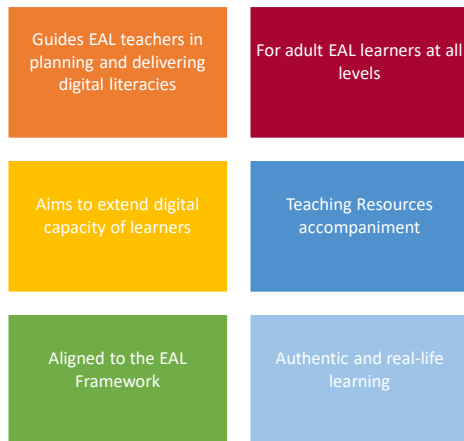 Guides EAL teachers in
planning and delivering
digital literacies
For adult EAL learners at all
levels
Aims to extend digital
capacity of learners
Teaching Resources
accompaniment
Aligned to the EAL
Framework
Authentic and real-life
learning